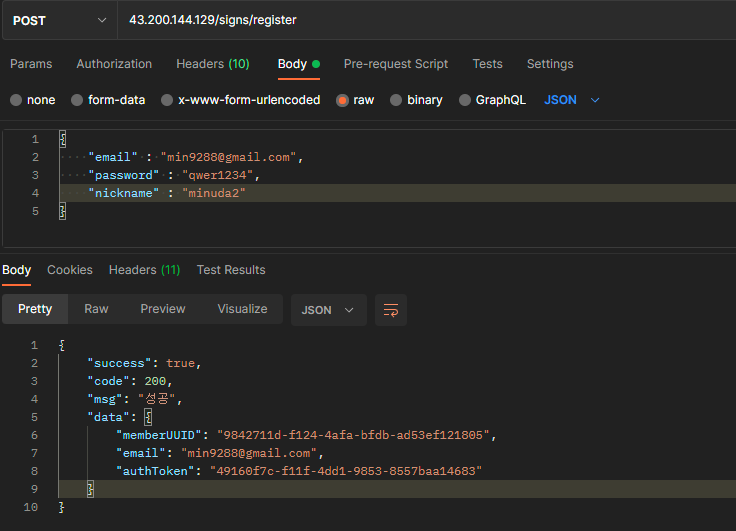 POST 43.200.144.129/signs/register
Params Authorization Headers (10) Body Pre-request Script Tests Settings
none form-data x-www-form-urlencoded raw binary GraphQL JSON
1 {
2 "email" : "min9288@gmail.com",
3 "password" : "qwer1234",
4 "nickname" : "minuda2"
5 }
Body Cookies Headers (11) Test Results
Pretty Raw Preview Visualize JSON
1 {
2 "success": true,
3 "code": 200,
4 "msg": "성공",
5 "data": {
6 "memberUUID": "9842711d-f124-4afa-bfdb-ad53ef121805",
7 "email": "min9288@gmail.com",
8 "authToken": "49160f7c-f11f-4dd1-9853-8557baa14683"
9 }
10 }